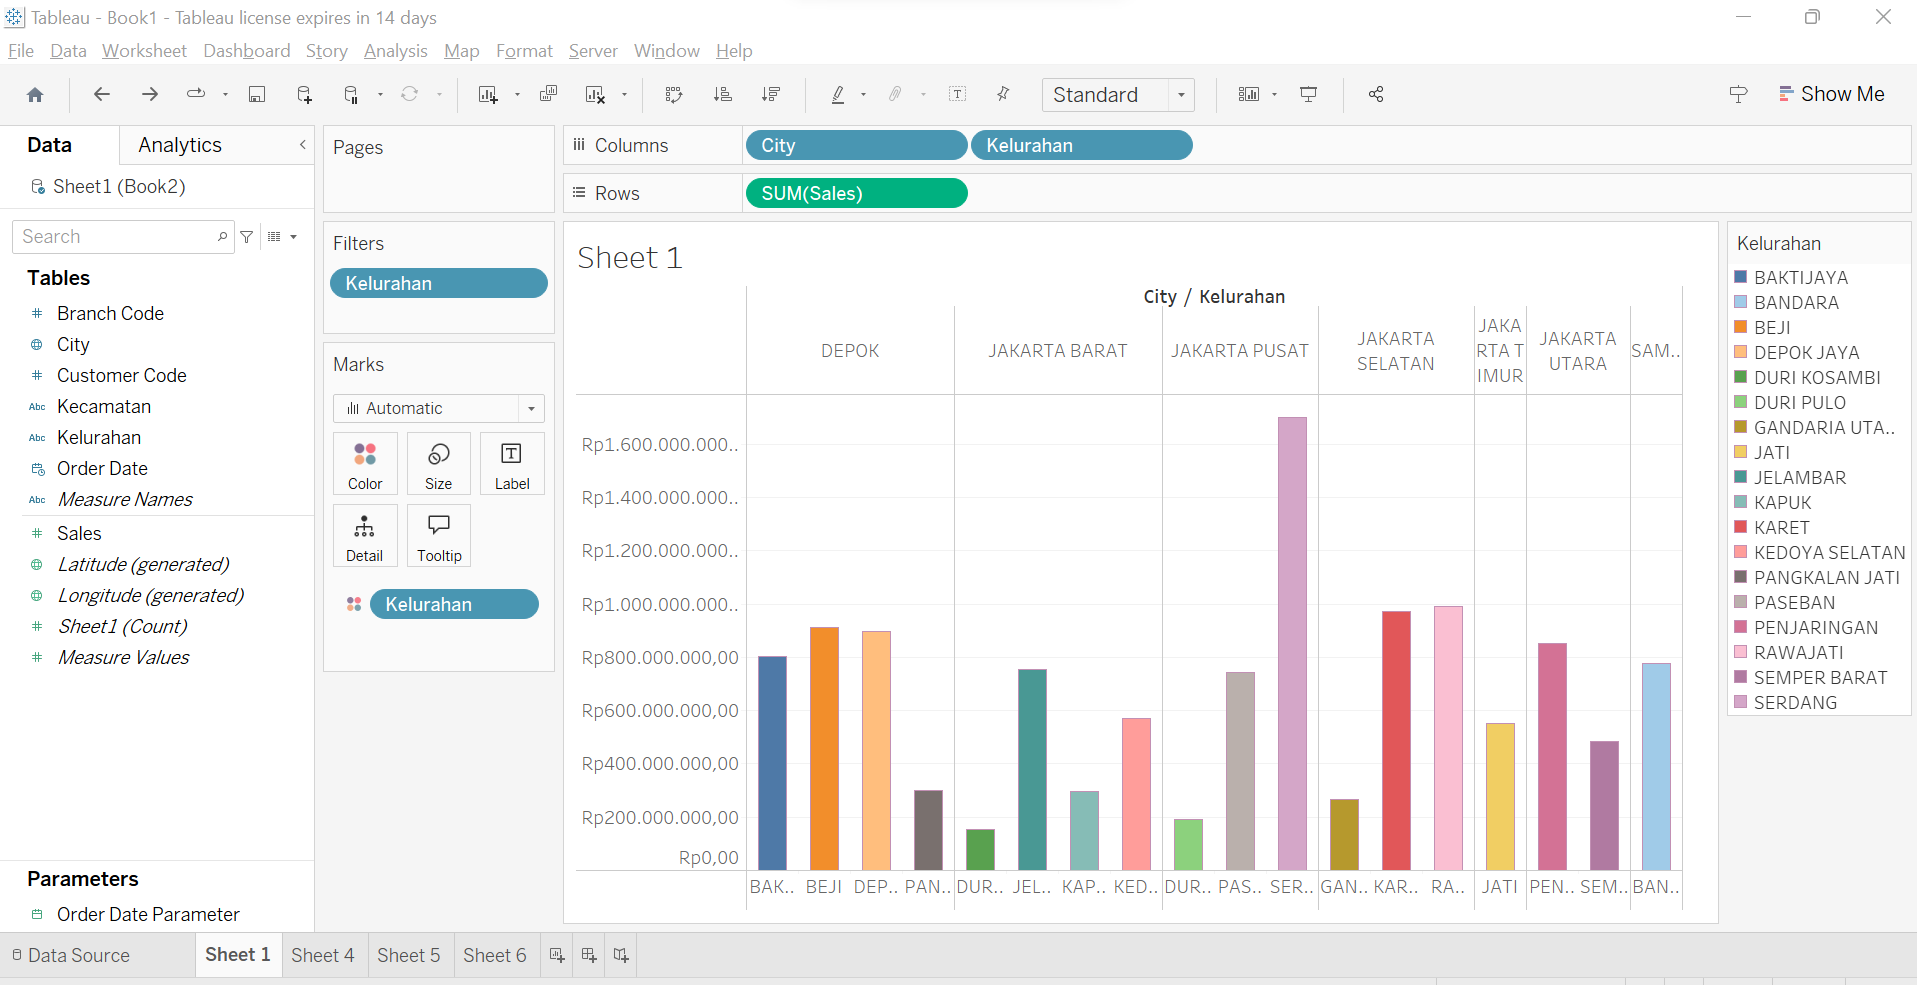 Tableau - Book1 - Tableau license expires in 14 days
File Data Worksheet Dashboard Story Analysis Map Format Server Window Help
Standard
Show Me
Data
Analytics
Sheet1 (Book2)
Search
Tables
Branch Code
City
Customer Code
Abc Kecamatan
Abc Kelurahan
Order Date
Abc Measure Names
Sales
Latitude (generated)
Longitude (generated)
Sheet1 (Count)
Measure Values
Parameters
Order Date Parameter
Pages
Filters
Kelurahan
Marks
Automatic
Color
Size
Label
Detail
Tooltip
Kelurahan
Columns
City
Kelurahan
Rows
SUM(Sales)
Sheet 1
City / Kelurahan
DEPOK
JAKARTA BARAT
JAKARTA PUSAT
JAKARTA
SELATAN
JAKA
RTA T
IMUR
JAKARTA
UTARA
SAM..
Rp1.600.000.000..
Rp1.400.000.000..
Rp1.200.000.000..
Rp1.000.000.000..
Rp800.000.000,00
Rp600.000.000,00
Rp400.000.000,00
Rp200.000.000,00
Rp0,00
BAK.. BEJI DEP.. PAN.. DUR.. JEL.. KAP.. KED.. DUR.. PAS.. SER.. GAN.. KAR.. RA.. JATI PEN.. SEM.. BAN..
Kelurahan
BAKTIJAYA
BANDARA
BEJI
DEPOK JAYA
DURI KOSAMBI
DURI PULO
GANDARIA UTA..
JATI
JELAMBAR
KAPUK
KARET
KEDOYA SELATAN
PANGKALAN JATI
PASEBAN
PENJARINGAN
RAWAJATI
SEMPER BARAT
SERDANG
Data Source
Sheet 1
Sheet 4
Sheet 5
Sheet 6